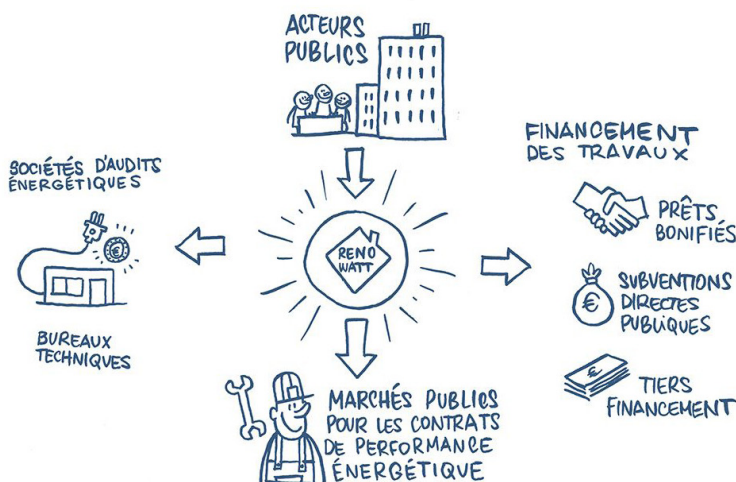 ACTEURS
PUBLICS
SOCIÉTÉS D'AUDITS
ÉNERGÉTIQUES
€
BUREAUX
TECHNIQUES
RENO
WATT
FINANCEMENT
DES TRAVAUX
PRÊTS
BONIFIÉS
€
SUBVENTIONS
DIRECTES
PUBLIQUES
€
TIERS
FINANCEMENT
MARCHÉS PUBLICS
POUR LES CONTRATS
DE PERFORMANCE
ÉNERGÉTIQUE